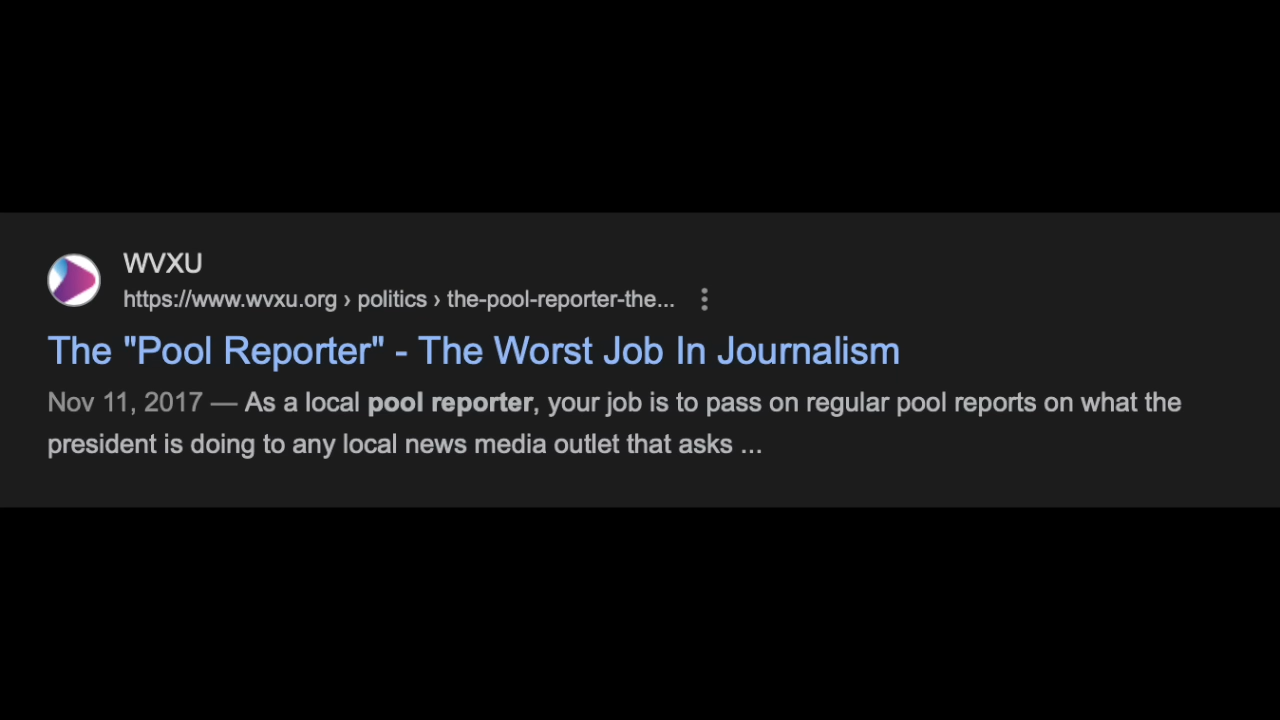 WVXU
https://www.wvxu.org › politics › the-pool-reporter-the...
The "Pool Reporter" - The Worst Job In Journalism
Nov 11, 2017 — As a local pool reporter, your job is to pass on regular pool reports on what the
president is doing to any local news media outlet that asks ...